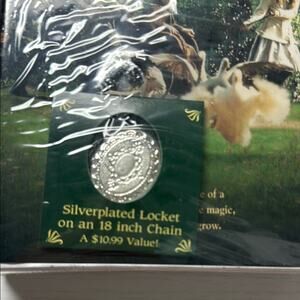 e of a
e magic,
grow.
Silverplated Locket
on an 18 inch Chain
A $10.99 Value!